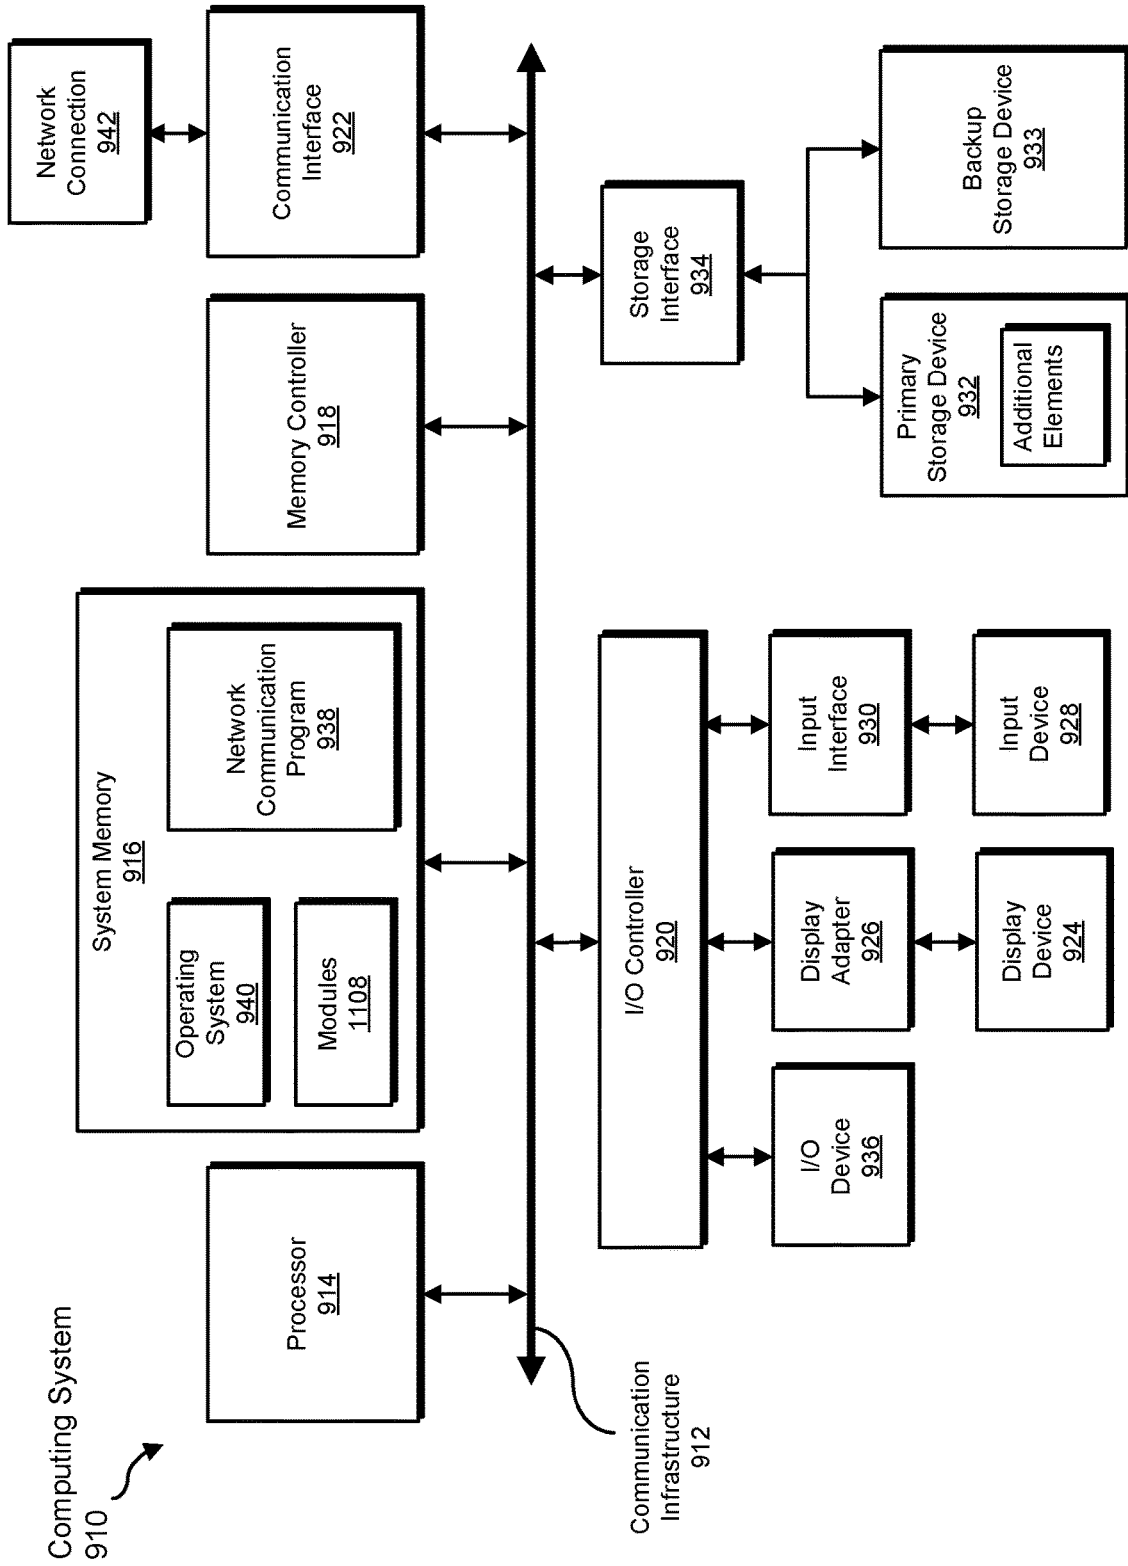 Computing System
910
Processor
914
System Memory
916
Operating
System
940
Modules
1108
Network
Communication
Program
938
Memory Controller
918
Communication
Interface
922
Network
Connection
942
Communication
Infrastructure
912
I/O Controller
920
I/O
Device
936
Display
Adapter
926
Display
Device
924
Input
Interface
930
Input
Device
928
Storage
Interface
934
Primary
Storage Device
932
Additional
Elements
Backup
Storage Device
933